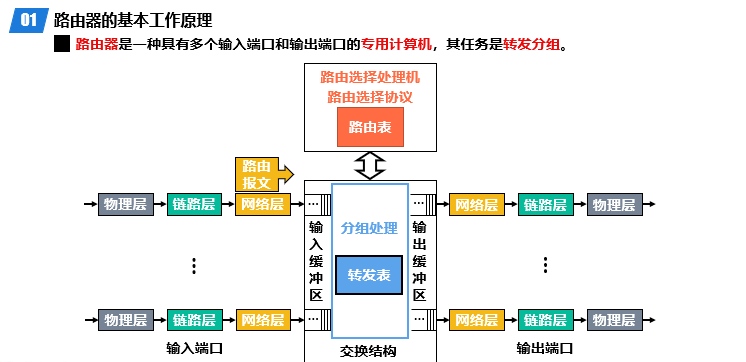 01 路由器的基本工作原理
路由器是一种具有多个输入端口和输出端口的专用计算机，其任务是转发分组。
路由选择处理机
路由选择协议
路由表
路由
报文
物理层 链路层 网络层 ... ... 网络层 链路层 物理层
输入缓冲区
分组处理
转发表
输出缓冲区
物理层 链路层 网络层 ... ... 网络层 链路层 物理层
输入端口 交换结构 输出端口